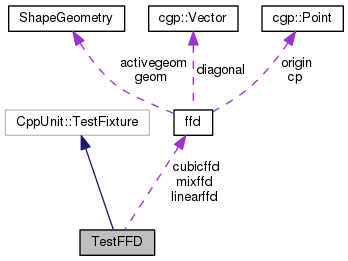 ShapeGeometry
cgp::Vector
cgp::Point
activegeom
geom
diagonal
origin
cp
CppUnit::TestFixture
ffd
cubicffd
mixffd
linearffd
TestFFD